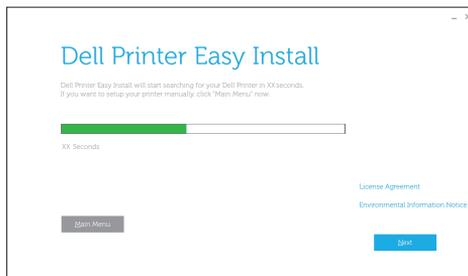 Dell Printer Easy Install
Dell Printer Easy Install will start searching for your Dell Printer in XX seconds.
If you want to setup your printer manually, click "Main Menu" now.
XX Seconds
License Agreement
Environmental Information Notice
Main Menu
Next